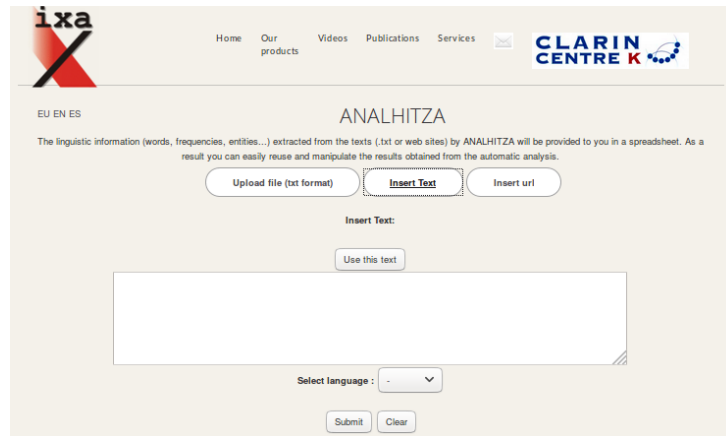 ixa
Home Our products Videos Publications Services
CLARIN
CENTRE K
EU EN ES
ANALHITZA
The linguistic information (words, frequencies, entities...) extracted from the texts (.txt or web sites) by ANALHITZA will be provided to you in a spreadsheet. As a
result you can easily reuse and manipulate the results obtained from the automatic analysis.
Upload file (txt format) Insert Text Insert url
Insert Text:
Use this text
Select language : -
Submit Clear